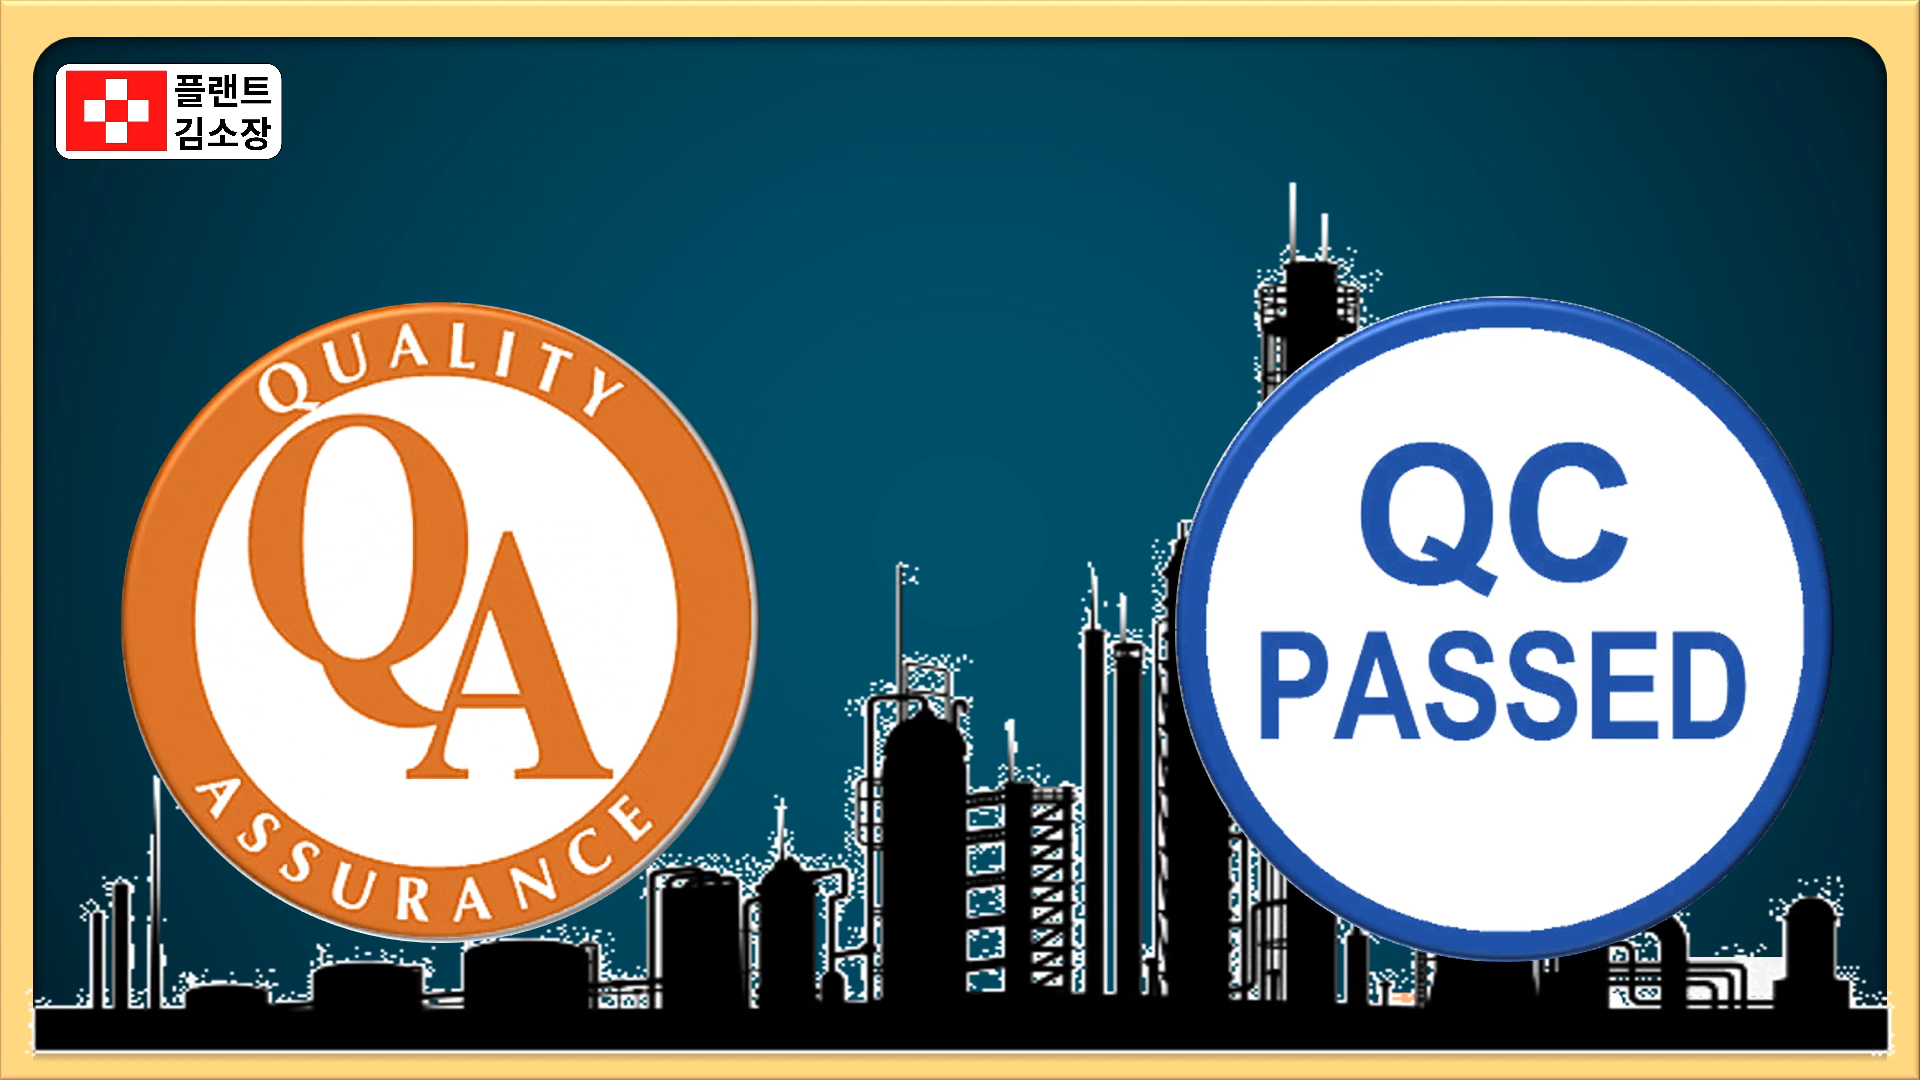 플랜트
김소장
QUALITY
QA
ASSURANCE
QC
PASSED